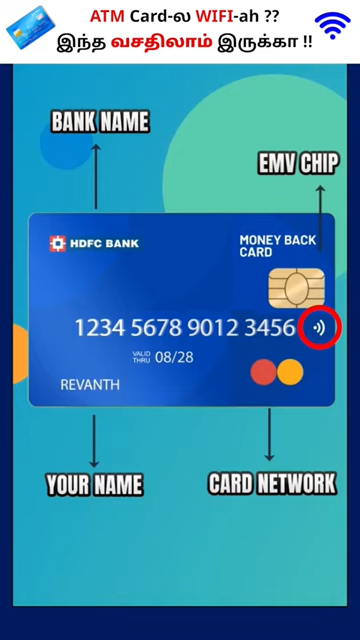 ATM Card-ல WIFI-ah ??
இந்த வசதிலாம் இருக்கா !!
BANK NAME
EMV CHIP
HDFC BANK
MONEY BACK
CARD
1234 5678 9012 3456
VALID
THRU 08/28
REVANTH
YOUR NAME
CARD NETWORK